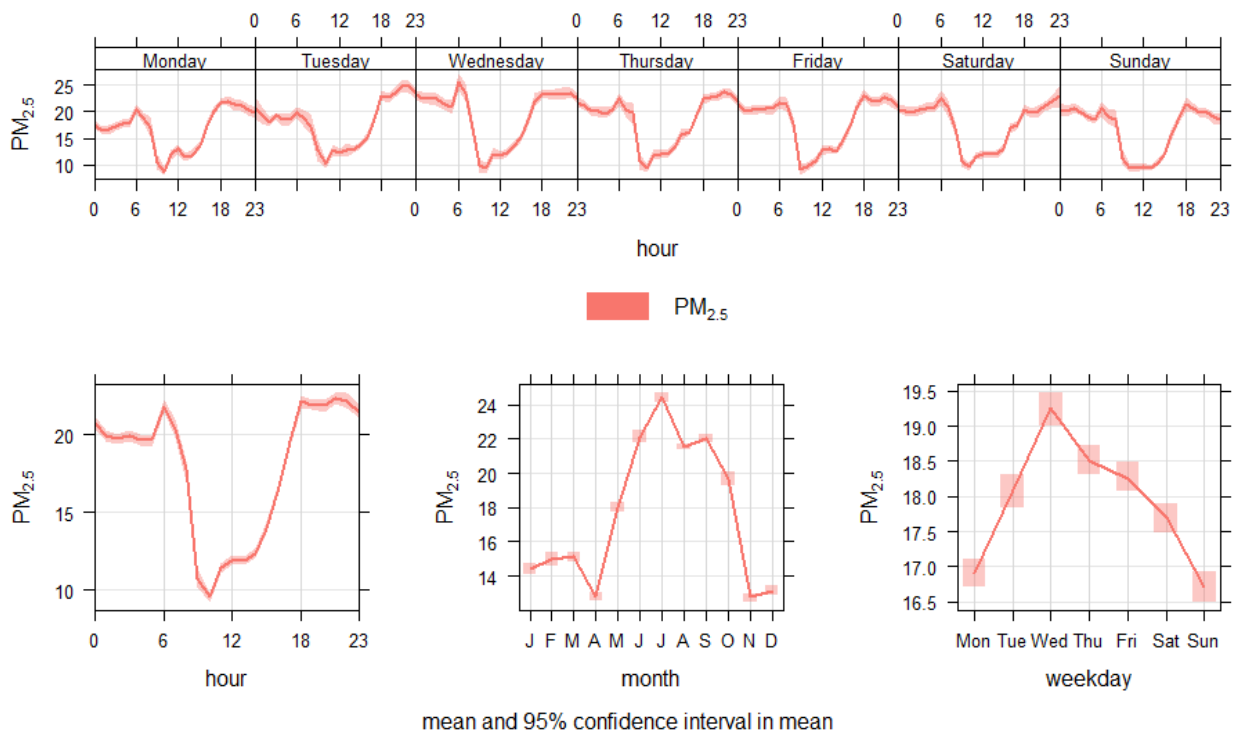 0 6 12 18 23 0 6 12 18 23 0 6 12 18 23
Monday Tuesday Wednesday Thursday Friday Saturday Sunday
25
20
15
10
PM2.5
0 6 12 18 23 0 6 12 18 23 0 6 12 18 23 0 6 12 18 23
hour
PM2.5
20
15
10
PM2.5
0 6 12 18 23
hour
24
22
20
18
16
14
PM2.5
J F M A M J J A S O N D
month
19.5
19.0
18.5
18.0
17.5
17.0
16.5
PM2.5
Mon Tue Wed Thu Fri Sat Sun
weekday
mean and 95% confidence interval in mean